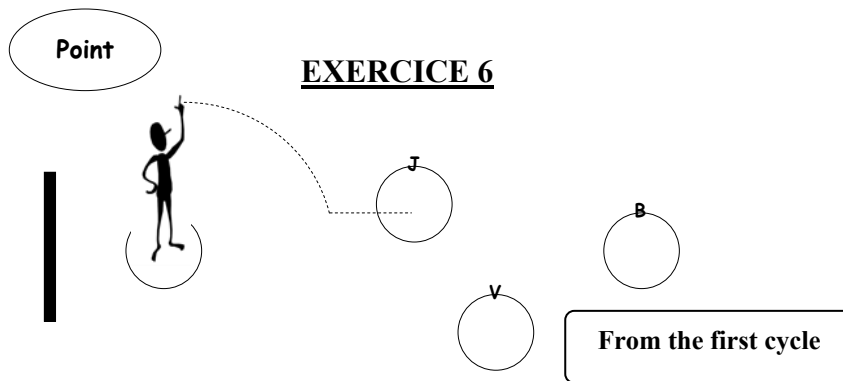 Point
EXERCICE 6
J
B
V
From the first cycle